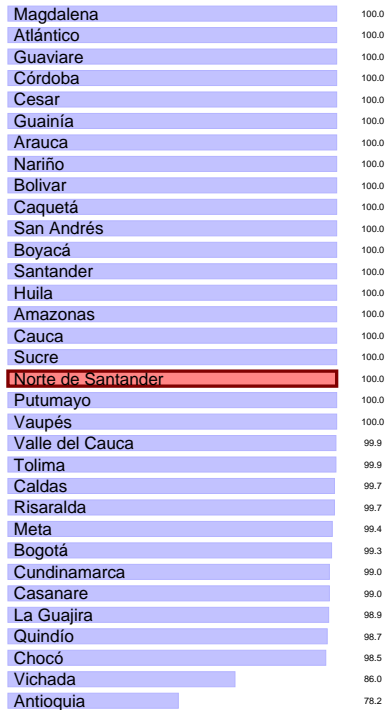 Magdalena 100.0
Atlántico 100.0
Guaviare 100.0
Córdoba 100.0
Cesar 100.0
Guainía 100.0
Arauca 100.0
Nariño 100.0
Bolivar 100.0
Caquetá 100.0
San Andrés 100.0
Boyacá 100.0
Santander 100.0
Huila 100.0
Amazonas 100.0
Cauca 100.0
Sucre 100.0
Norte de Santander 100.0
Putumayo 100.0
Vaupés 100.0
Valle del Cauca 99.9
Tolima 99.9
Caldas 99.7
Risaralda 99.7
Meta 99.4
Bogotá 99.3
Cundinamarca 99.0
Casanare 99.0
La Guajira 98.9
Quindío 98.7
Chocó 98.5
Vichada 86.0
Antioquia 78.2